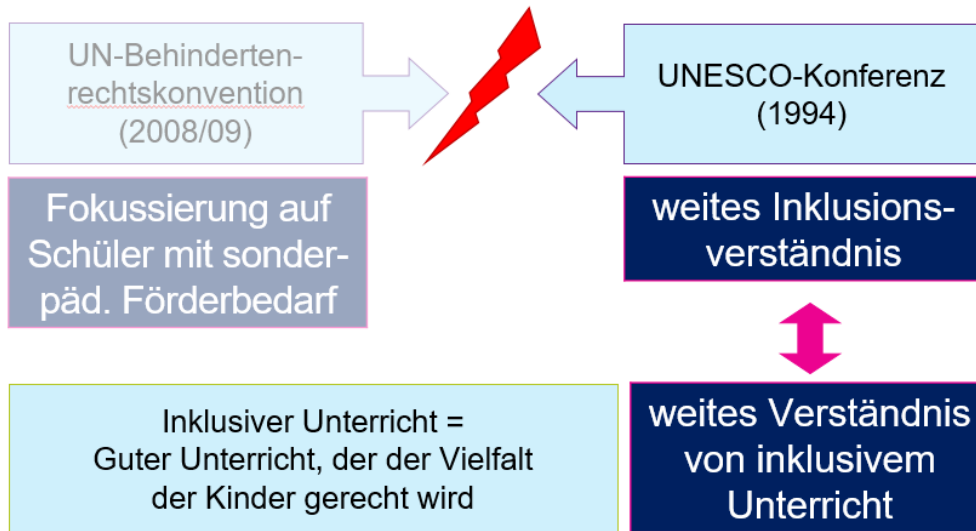 UN-Behinderten-
rechtskonvention
(2008/09)
UNESCO-Konferenz
(1994)
Fokussierung auf
Schüler mit sonder-
päd. Förderbedarf
weites Inklusions-
verständnis
Inklusiver Unterricht =
Guter Unterricht, der der Vielfalt
der Kinder gerecht wird
weites Verständnis
von inklusivem
Unterricht